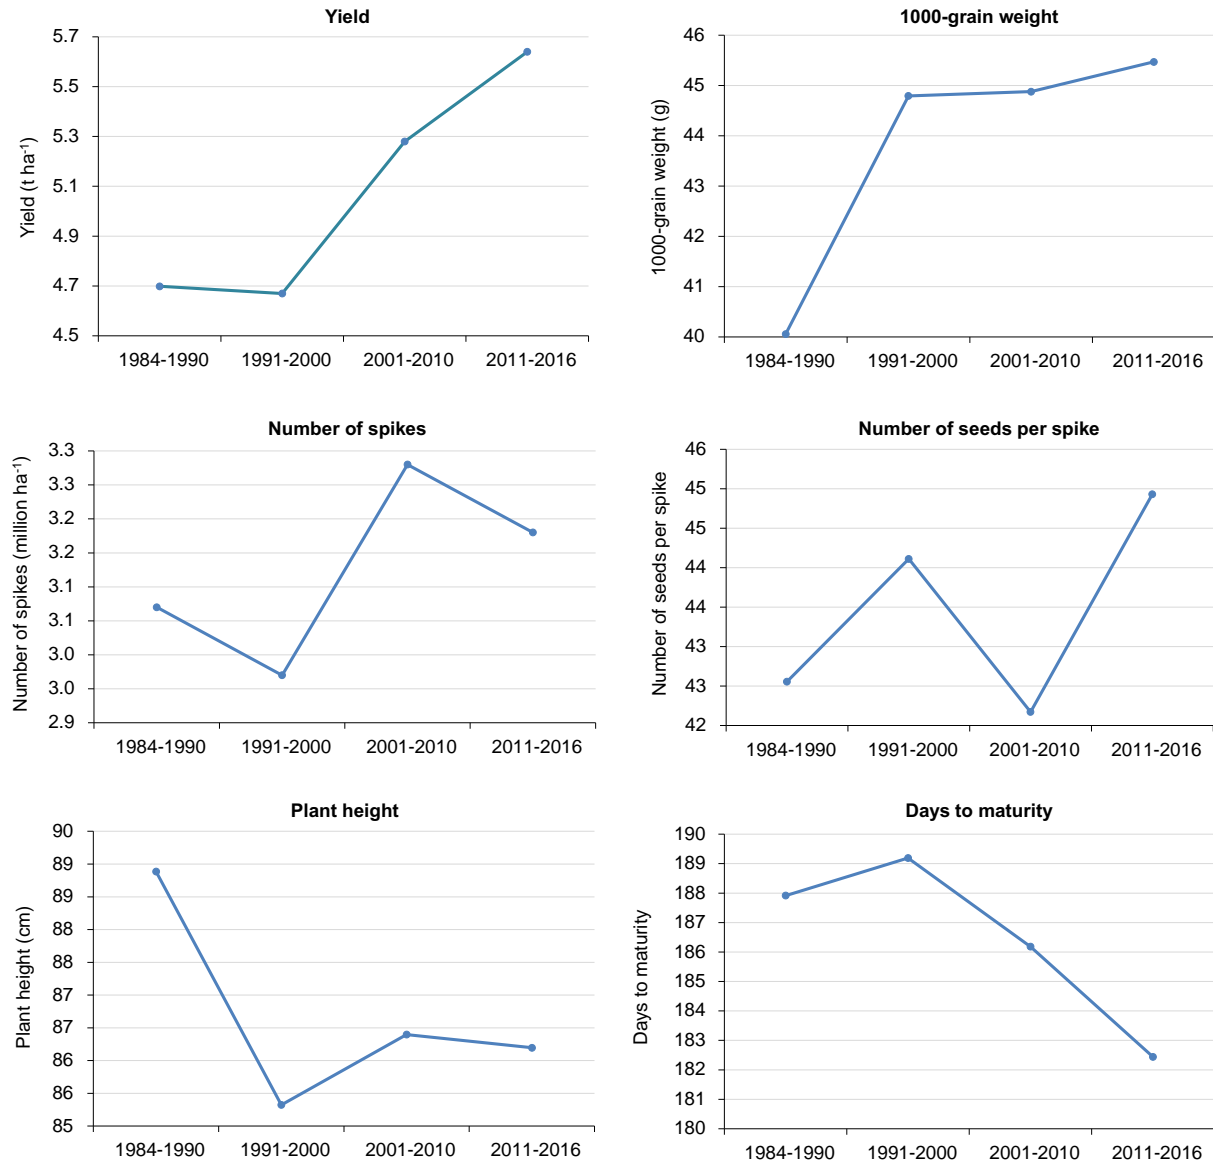 Yield
5.7
5.5
5.3
5.1
4.9
4.7
4.5
Yield (t ha-1)
1984-1990 1991-2000 2001-2010 2011-2016
1000-grain weight
46
45
44
43
42
41
40
1000-grain weight (g)
1984-1990 1991-2000 2001-2010 2011-2016
Number of spikes
3.3
3.3
3.2
3.2
3.1
3.1
3.0
3.0
2.9
Number of spikes (million ha-1)
1984-1990 1991-2000 2001-2010 2011-2016
Number of seeds per spike
46
45
45
44
44
43
43
42
Number of seeds per spike
1984-1990 1991-2000 2001-2010 2011-2016
Plant height
90
89
89
88
88
87
87
86
86
85
Plant height (cm)
1984-1990 1991-2000 2001-2010 2011-2016
Days to maturity
190
189
188
187
186
185
184
183
182
181
180
Days to maturity
1984-1990 1991-2000 2001-2010 2011-2016